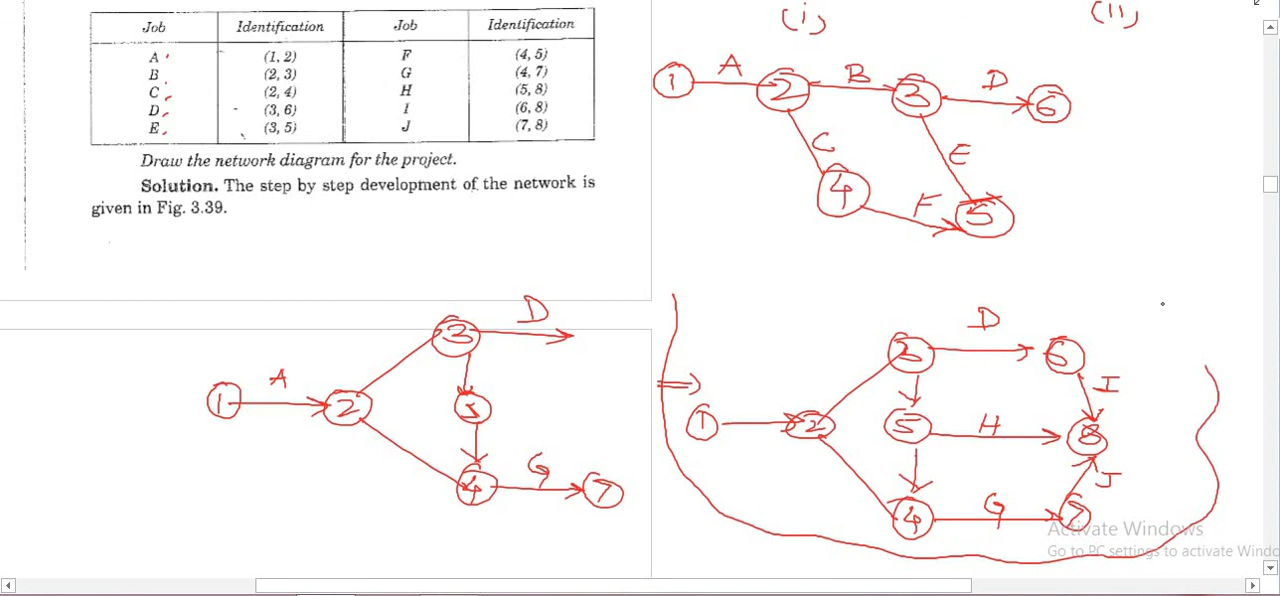 Job Identification Job Identification
A (1, 2) F (4, 5)
B (2, 3) G (4, 7)
C (2, 4) H (5, 8)
D (3, 6) I (6, 8)
E (3, 5) J (7, 8)
Draw the network diagram for the project.
Solution. The step by step development of the network is
given in Fig. 3.39.
(i) (ii)
1 A 2 B 3 D 6
C E
4 F 5
3 D
1 A 2 5
4 G 7
3 D 6
I
1 2 5 H 8
J
4 G 7
Activate Windows
Go to PC settings to activate Windo